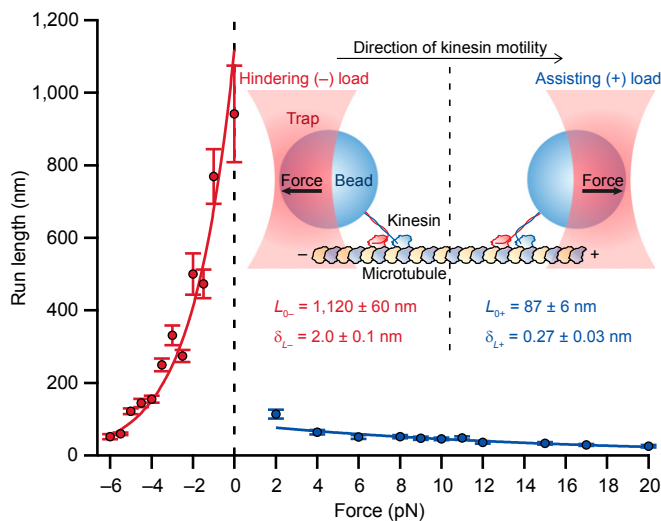 1,200
1,000
800
600
400
200
0
Run length (nm)
Direction of kinesin motility
Hindering (–) load
Assisting (+) load
Trap
Force
Bead
Force
Kinesin
–
+
Microtubule
L0– = 1,120 ± 60 nm
δL– = 2.0 ± 0.1 nm
L0+ = 87 ± 6 nm
δL+ = 0.27 ± 0.03 nm
–6 –4 –2 0 2 4 6 8 10 12 14 16 18 20
Force (pN)